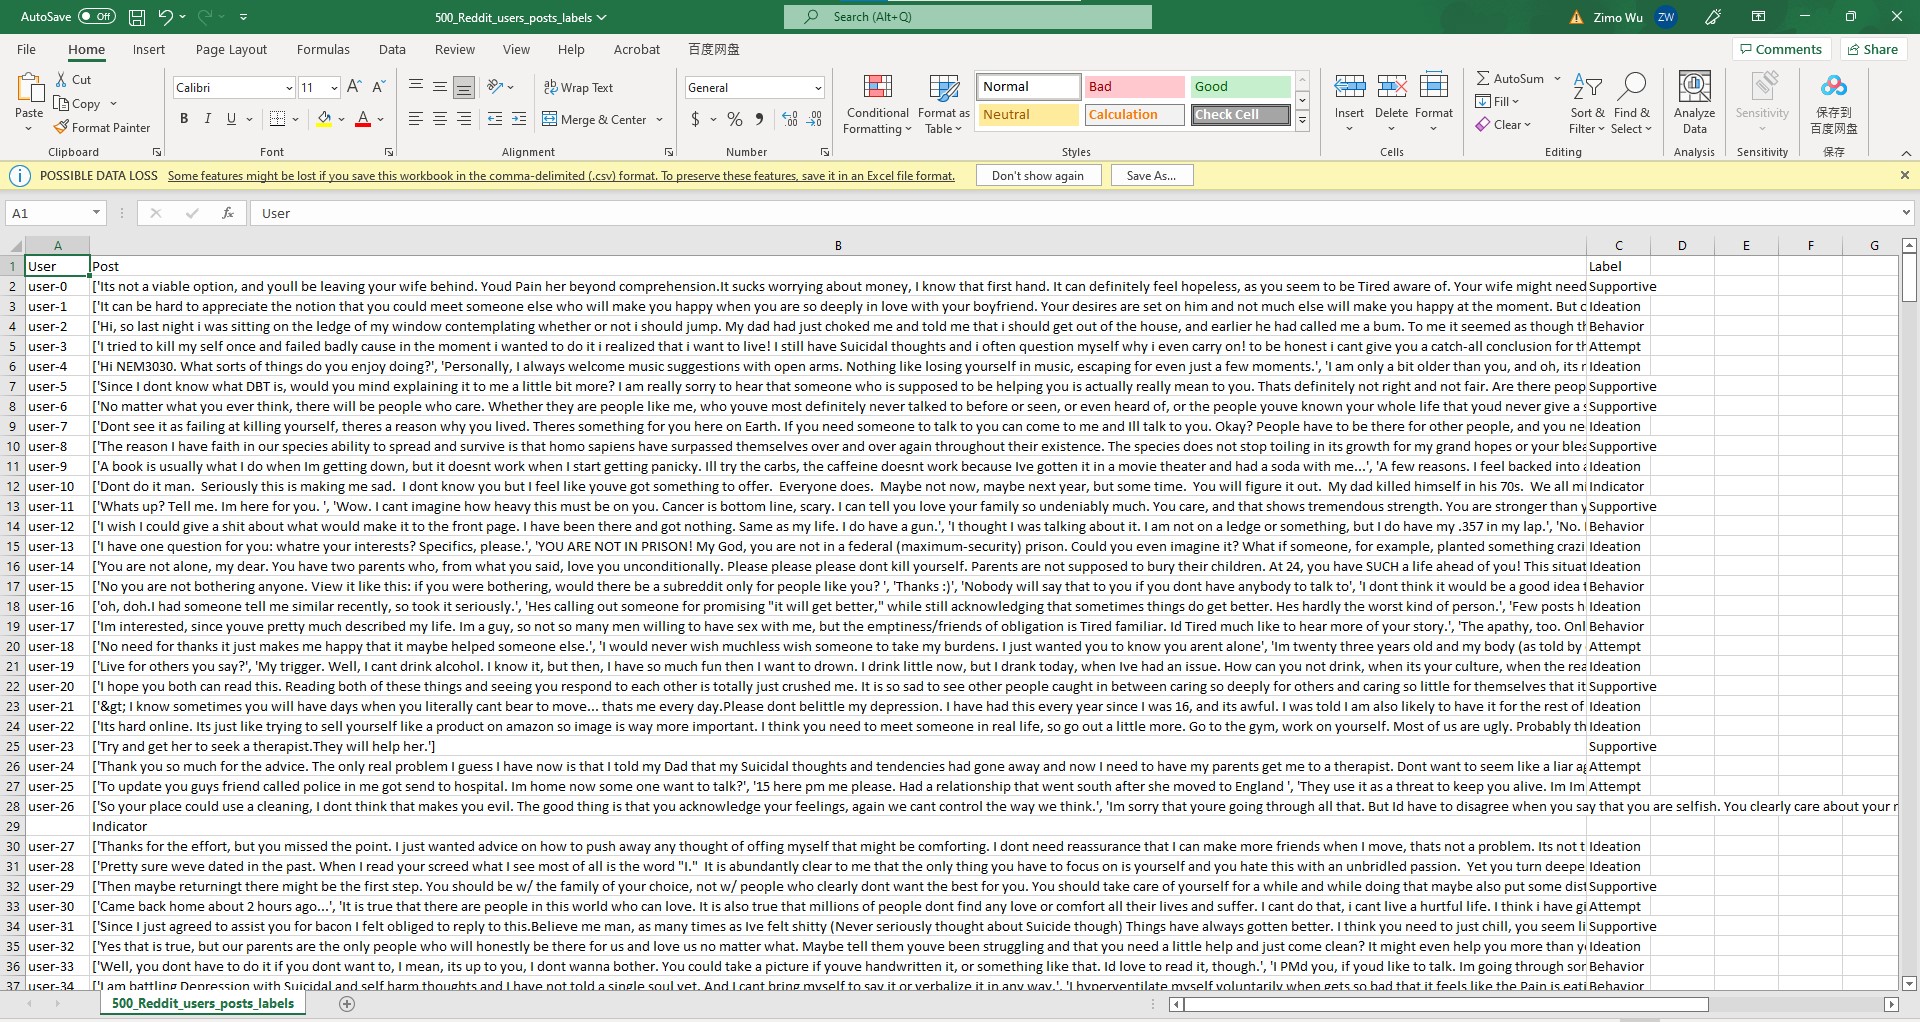 AutoSave Off 500_Reddit_users_posts_labels Search (Alt+Q) Zimo Wu ZW
File Home Insert Page Layout Formulas Data Review View Help Acrobat 百度网盘 Comments Share
Paste Cut Copy Format Painter Clipboard
Calibri 11 B I U A Font
Wrap Text Merge & Center Alignment
General $ % Number
Conditional Formatting Format as Table Normal Bad Good Neutral Calculation Check Cell Styles
Insert Delete Format Cells
AutoSum Fill Clear Sort & Filter Find & Select Editing
Analyze Data Analysis
Sensitivity Sensitivity
保存到 百度网盘 保存
POSSIBLE DATA LOSS Some features might be lost if you save this workbook in the comma-delimited (.csv) format. To preserve these features, save it in an Excel file format. Don't show again Save As...
A1 fx User
A B C D E F G
1 User Post Label
2 user-0 ['Its not a viable option, and youll be leaving your wife behind. Youd Pain her beyond comprehension.It sucks worrying about money, I know that first hand. It can definitely feel hopeless, as you seem to be Tired aware of. Your wife might need Supportive
3 user-1 ['It can be hard to appreciate the notion that you could meet someone else who will make you happy when you are so deeply in love with your boyfriend. Your desires are set on him and not much else will make you happy at the moment. But Ideation
4 user-2 ['Hi, so last night i was sitting on the ledge of my window contemplating whether or not i should jump. My dad had just choked me and told me that i should get out of the house, and earlier he had called me a bum. To me it seemed as though Behavior
5 user-3 ['I tried to kill my self once and failed badly cause in the moment i wanted to do it i realized that i want to live! I still have Suicidal thoughts and i often question myself why i even carry on! to be honest i cant give you a catch-all conclusion for Attempt
6 user-4 ['Hi NEM3030. What sorts of things do you enjoy doing?', 'Personally, I always welcome music suggestions with open arms. Nothing like losing yourself in music, escaping for even just a few moments.', 'I am only a bit older than you, and oh, its Ideation
7 user-5 ['Since I dont know what DBT is, would you mind explaining it to me a little bit more? I am really sorry to hear that someone who is supposed to be helping you is actually really mean to you. Thats definitely not right and not fair. Are there peop Supportive
8 user-6 ['No matter what you ever think, there will be people who care. Whether they are people like me, who youve most definitely never talked to before or seen, or even heard of, or the people youve known your whole life that youd never give a Supportive
9 user-7 ['Dont see it as failing at killing yourself, theres a reason why you lived. Theres something for you here on Earth. If you need someone to talk to you can come to me and Ill talk to you. Okay? People have to be there for other people, and you ne Ideation
10 user-8 ['The reason I have faith in our species ability to spread and survive is that homo sapiens have surpassed themselves over and over again throughout their existence. The species does not stop toiling in its growth for my grand hopes or your blea Supportive
11 user-9 ['A book is usually what I do when Im getting down, but it doesnt work when I start getting panicky. Ill try the carbs, the caffeine doesnt work because Ive gotten it in a movie theater and had a soda with me...', 'A few reasons. I feel backed into Ideation
12 user-10 ['Dont do it man. Seriously this is making me sad. I dont know you but I feel like youve got something to offer. Everyone does. Maybe not now, maybe next year, but some time. You will figure it out. My dad killed himself in his 70s. We all mi Indicator
13 user-11 ['Whats up? Tell me. Im here for you. ', 'Wow. I cant imagine how heavy this must be on you. Cancer is bottom line, scary. I can tell you love your family so undeniably much. You care, and that shows tremendous strength. You are stronger than y Supportive
14 user-12 ['I wish I could give a shit about what would make it to the front page. I have been there and got nothing. Same as my life. I do have a gun.', 'I thought I was talking about it. I am not on a ledge or something, but I do have my .357 in my lap.', 'No. Behavior
15 user-13 ['I have one question for you: whatre your interests? Specifics, please.', 'YOU ARE NOT IN PRISON! My God, you are not in a federal (maximum-security) prison. Could you even imagine it? What if someone, for example, planted something crazi Ideation
16 user-14 ['You are not alone, my dear. You have two parents who, from what you said, love you unconditionally. Please please please dont kill yourself. Parents are not supposed to bury their children. At 24, you have SUCH a life ahead of you! This situat Ideation
17 user-15 ['No you are not bothering anyone. View it like this: if you were bothering, would there be a subreddit only for people like you? ', 'Thanks :)', 'Nobody will say that to you if you dont have anybody to talk to', 'I dont think it would be a good idea Behavior
18 user-16 ['oh, doh.I had someone tell me similar recently, so took it seriously.', 'Hes calling out someone for promising "it will get better," while still acknowledging that sometimes things do get better. Hes hardly the worst kind of person.', 'Few posts h Ideation
19 user-17 ['Im interested, since youve pretty much described my life. Im a guy, so not so many men willing to have sex with me, but the emptiness/friends of obligation is Tired familiar. Id Tired much like to hear more of your story.', 'The apathy, too. Onl Behavior
20 user-18 ['No need for thanks it just makes me happy that it maybe helped someone else.', 'I would never wish muchless wish someone to take my burdens. I just wanted you to know you arent alone', 'Im twenty three years old and my body (as told by Attempt
21 user-19 ['Live for others you say?', 'My trigger. Well, I cant drink alcohol. I know it, but then, I have so much fun then I want to drown. I drink little now, but I drank today, when Ive had an issue. How can you not drink, when its your culture, when the rea Ideation
22 user-20 ['I hope you both can read this. Reading both of these things and seeing you respond to each other is totally just crushed me. It is so sad to see other people caught in between caring so deeply for others and caring so little for themselves that it Supportive
23 user-21 ['&gt; I know sometimes you will have days when you literally cant bear to move... thats me every day.Please dont belittle my depression. I have had this every year since I was 16, and its awful. I was told I am also likely to have it for the rest of Ideation
24 user-22 ['Its hard online. Its just like trying to sell yourself like a product on amazon so image is way more important. I think you need to meet someone in real life, so go out a little more. Go to the gym, work on yourself. Most of us are ugly. Probably th Ideation
25 user-23 ['Try and get her to seek a therapist.They will help her.'] Supportive
26 user-24 ['Thank you so much for the advice. The only real problem I guess I have now is that I told my Dad that my Suicidal thoughts and tendencies had gone away and now I need to have my parents get me to a therapist. Dont want to seem like a liar ag Attempt
27 user-25 ['To update you guys friend called police in me got send to hospital. Im home now some one want to talk?', '15 here pm me please. Had a relationship that went south after she moved to England ', 'They use it as a threat to keep you alive. Im Im Attempt
28 user-26 ['So your place could use a cleaning, I dont think that makes you evil. The good thing is that you acknowledge your feelings, again we cant control the way we think.', 'Im sorry that youre going through all that. But Id have to disagree when you say that you are selfish. You clearly care about your r
29 Indicator
30 user-27 ['Thanks for the effort, but you missed the point. I just wanted advice on how to push away any thought of offing myself that might be comforting. I dont need reassurance that I can make more friends when I move, thats not a problem. Its not t Ideation
31 user-28 ['Pretty sure weve dated in the past. When I read your screed what I see most of all is the word "I." It is abundantly clear to me that the only thing you have to focus on is yourself and you hate this with an unbridled passion. Yet you turn deepe Ideation
32 user-29 ['Then maybe returningt there might be the first step. You should be w/ the family of your choice, not w/ people who clearly dont want the best for you. You should take care of yourself for a while and while doing that maybe also put some dist Supportive
33 user-30 ['Came back home about 2 hours ago...', 'It is true that there are people in this world who can love. It is also true that millions of people dont find any love or comfort all their lives and suffer. I cant do that, i cant live a hurtful life. I think i have gi Attempt
34 user-31 ['Since I just agreed to assist you for bacon I felt obliged to reply to this.Believe me man, as many times as Ive felt shitty (Never seriously thought about Suicide though) Things have always gotten better. I think you need to just chill, you seem li Supportive
35 user-32 ['Yes that is true, but our parents are the only people who will honestly be there for us and love us no matter what. Maybe tell them youve been struggling and that you need a little help and just come clean? It might even help you more than y Ideation
36 user-33 ['Well, you dont have to do it if you dont want to, I mean, its up to you, I dont wanna bother. You could take a picture if youve handwritten it, or something like that. Id love to read it, though.', 'I PMd you, if youd like to talk. Im going through sor Behavior
37 user-34 ['I am battling Depression with Suicidal and self harm thoughts and I have not told a single soul yet. And I cant bring myself to say it or verbalize it in any way.', 'I hyperventilate myself voluntarily when gets so bad that it feels like the Pain is eati Behavior
500_Reddit_users_posts_labels